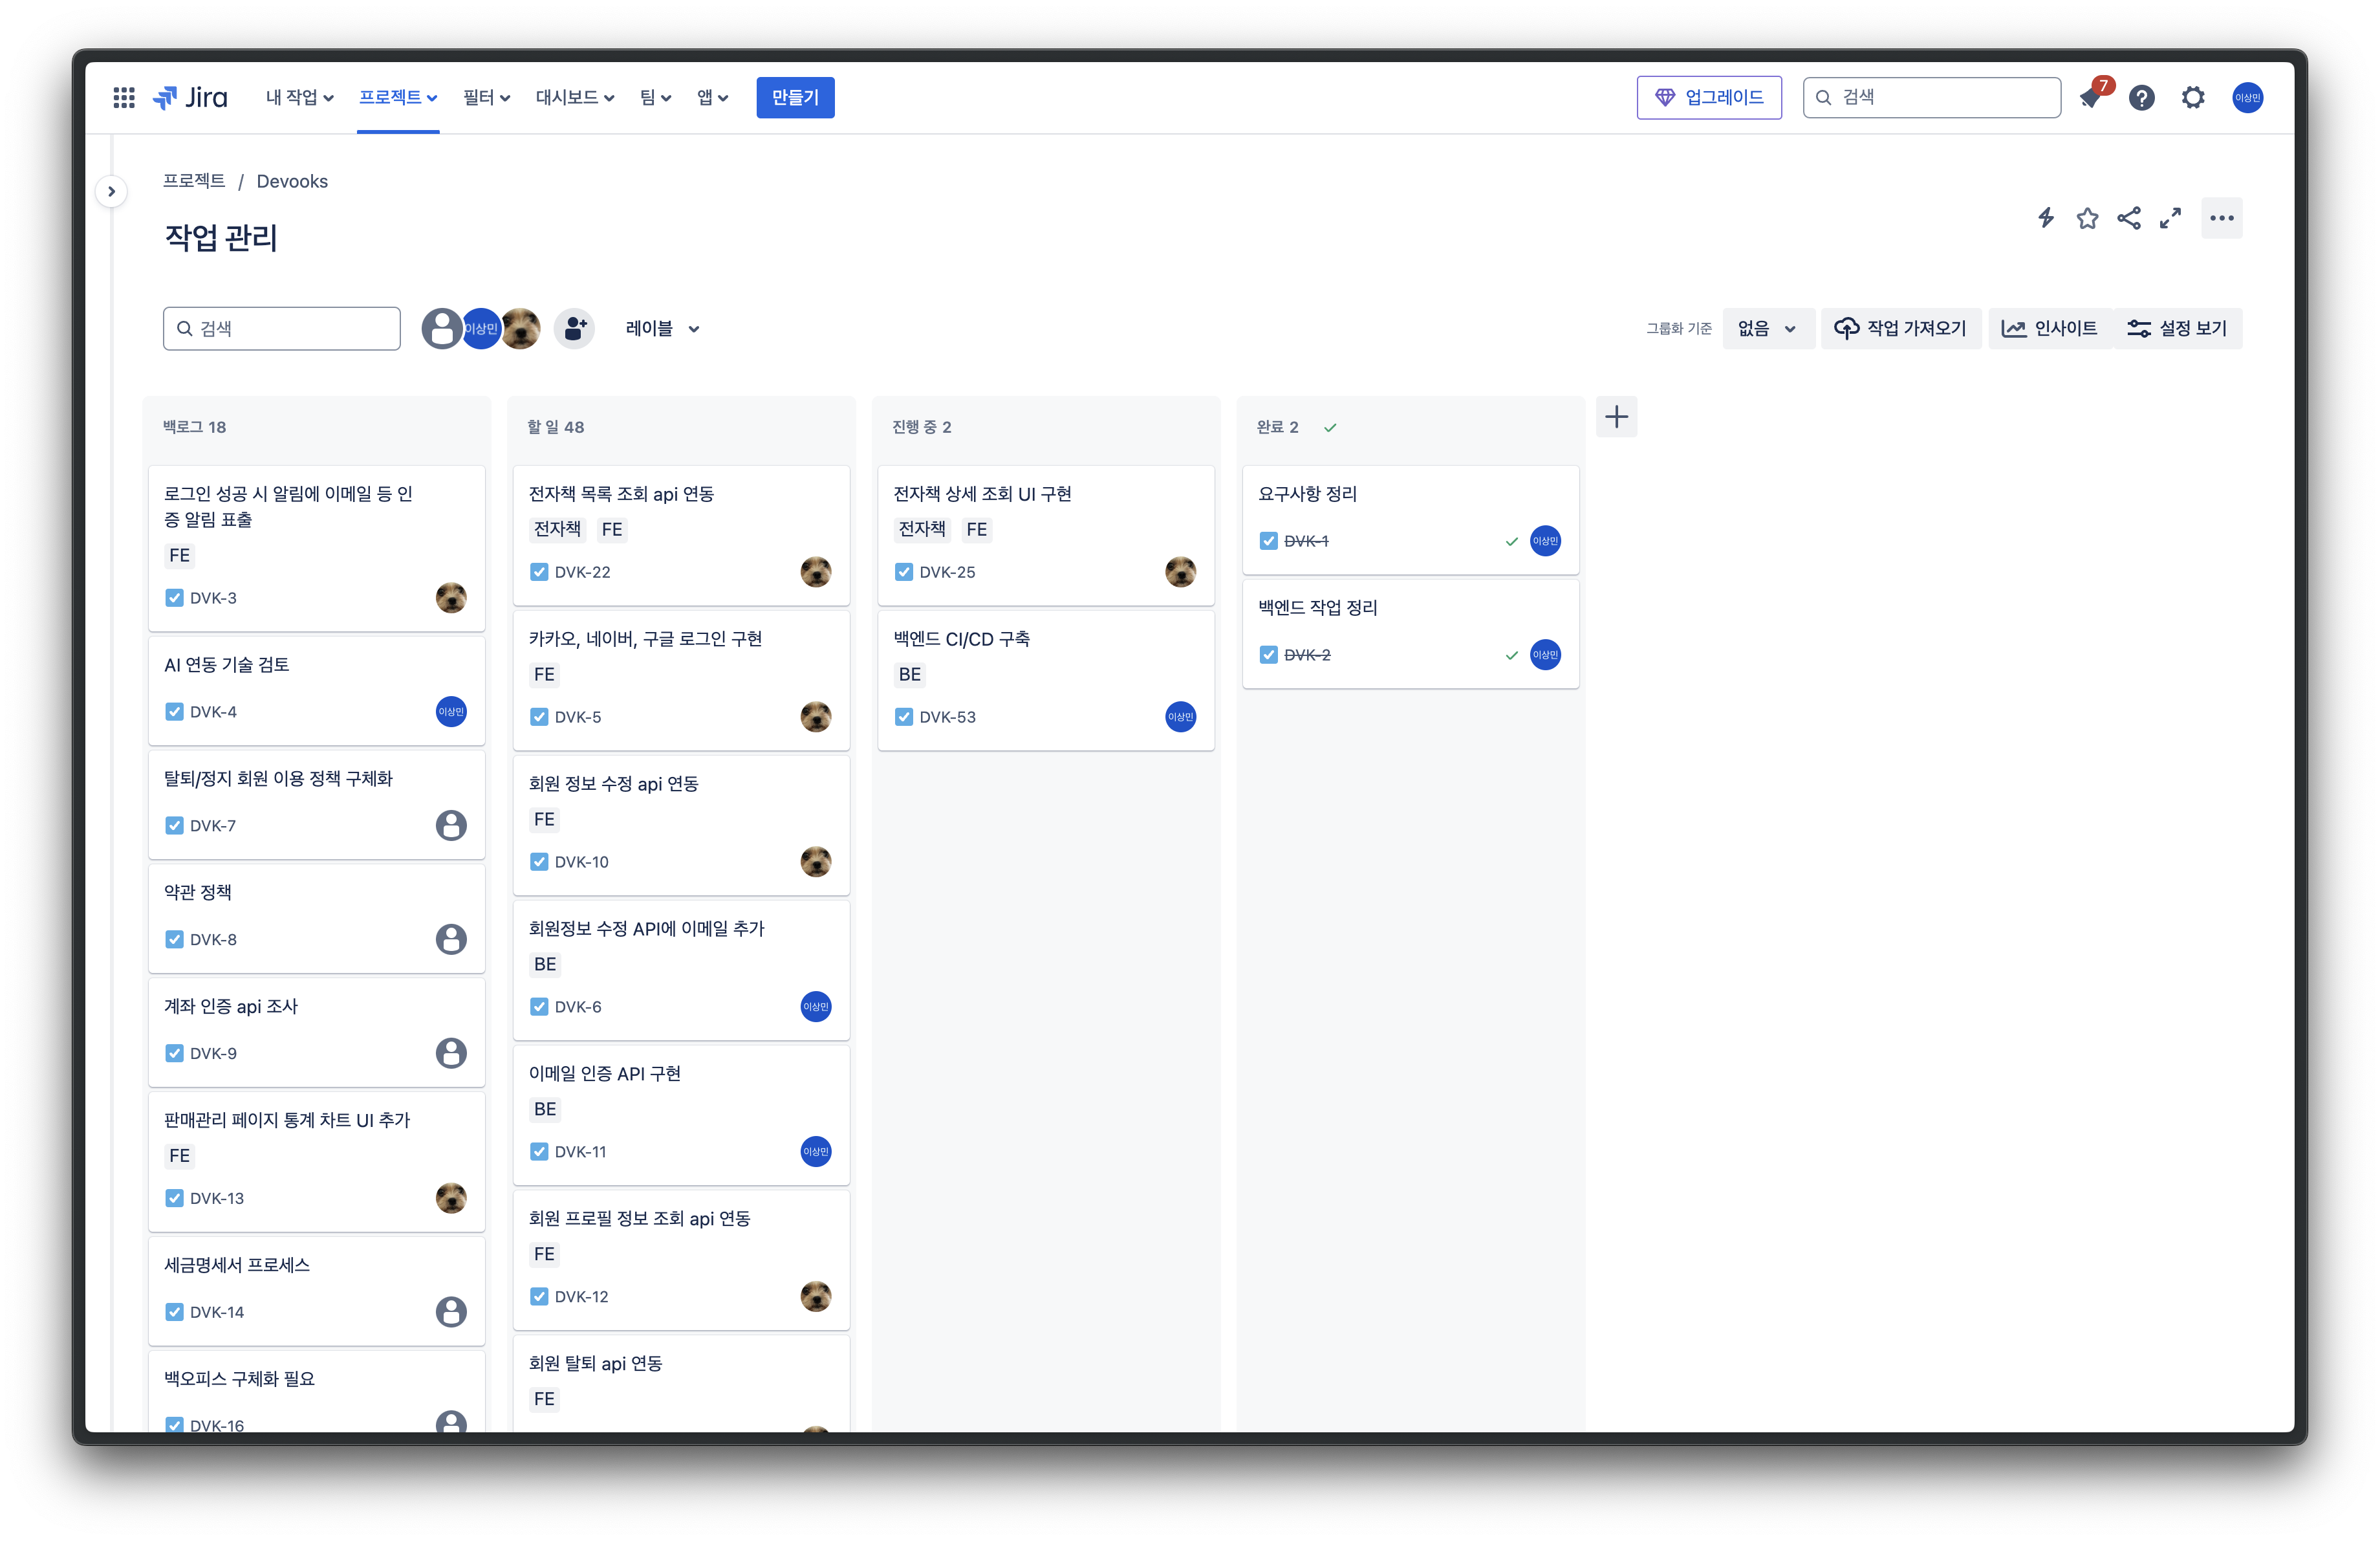 Jira 내 작업 프로젝트 필터 대시보드 팀 앱 만들기 업그레이드 검색 7 이상민
프로젝트 / Devooks
작업 관리
검색 이상민 레이블 그룹화 기준 없음 작업 가져오기 인사이트 설정 보기
백로그 18
로그인 성공 시 알림에 이메일 등 인
증 알림 표출
FE
DVK-3
AI 연동 기술 검토
DVK-4 이상민
탈퇴/정지 회원 이용 정책 구체화
DVK-7
약관 정책
DVK-8
계좌 인증 api 조사
DVK-9
판매관리 페이지 통계 차트 UI 추가
FE
DVK-13
세금명세서 프로세스
DVK-14
백오피스 구체화 필요
DVK-16
할 일 48
전자책 목록 조회 api 연동
전자책 FE
DVK-22
카카오, 네이버, 구글 로그인 구현
FE
DVK-5
회원 정보 수정 api 연동
FE
DVK-10
회원정보 수정 API에 이메일 추가
BE
DVK-6 이상민
이메일 인증 API 구현
BE
DVK-11 이상민
회원 프로필 정보 조회 api 연동
FE
DVK-12
회원 탈퇴 api 연동
FE
진행 중 2
전자책 상세 조회 UI 구현
전자책 FE
DVK-25
백엔드 CI/CD 구축
BE
DVK-53 이상민
완료 2
요구사항 정리
DVK-1 이상민
백엔드 작업 정리
DVK-2 이상민